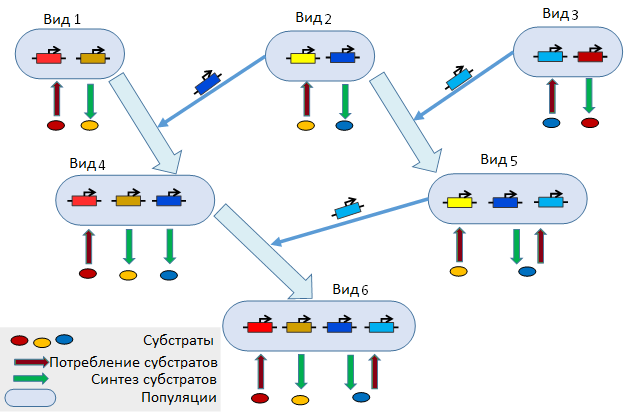 Вид 1
Вид 2
Вид 3
Вид 4
Вид 5
Вид 6
Субстраты
Потребление субстратов
Синтез субстратов
Популяции